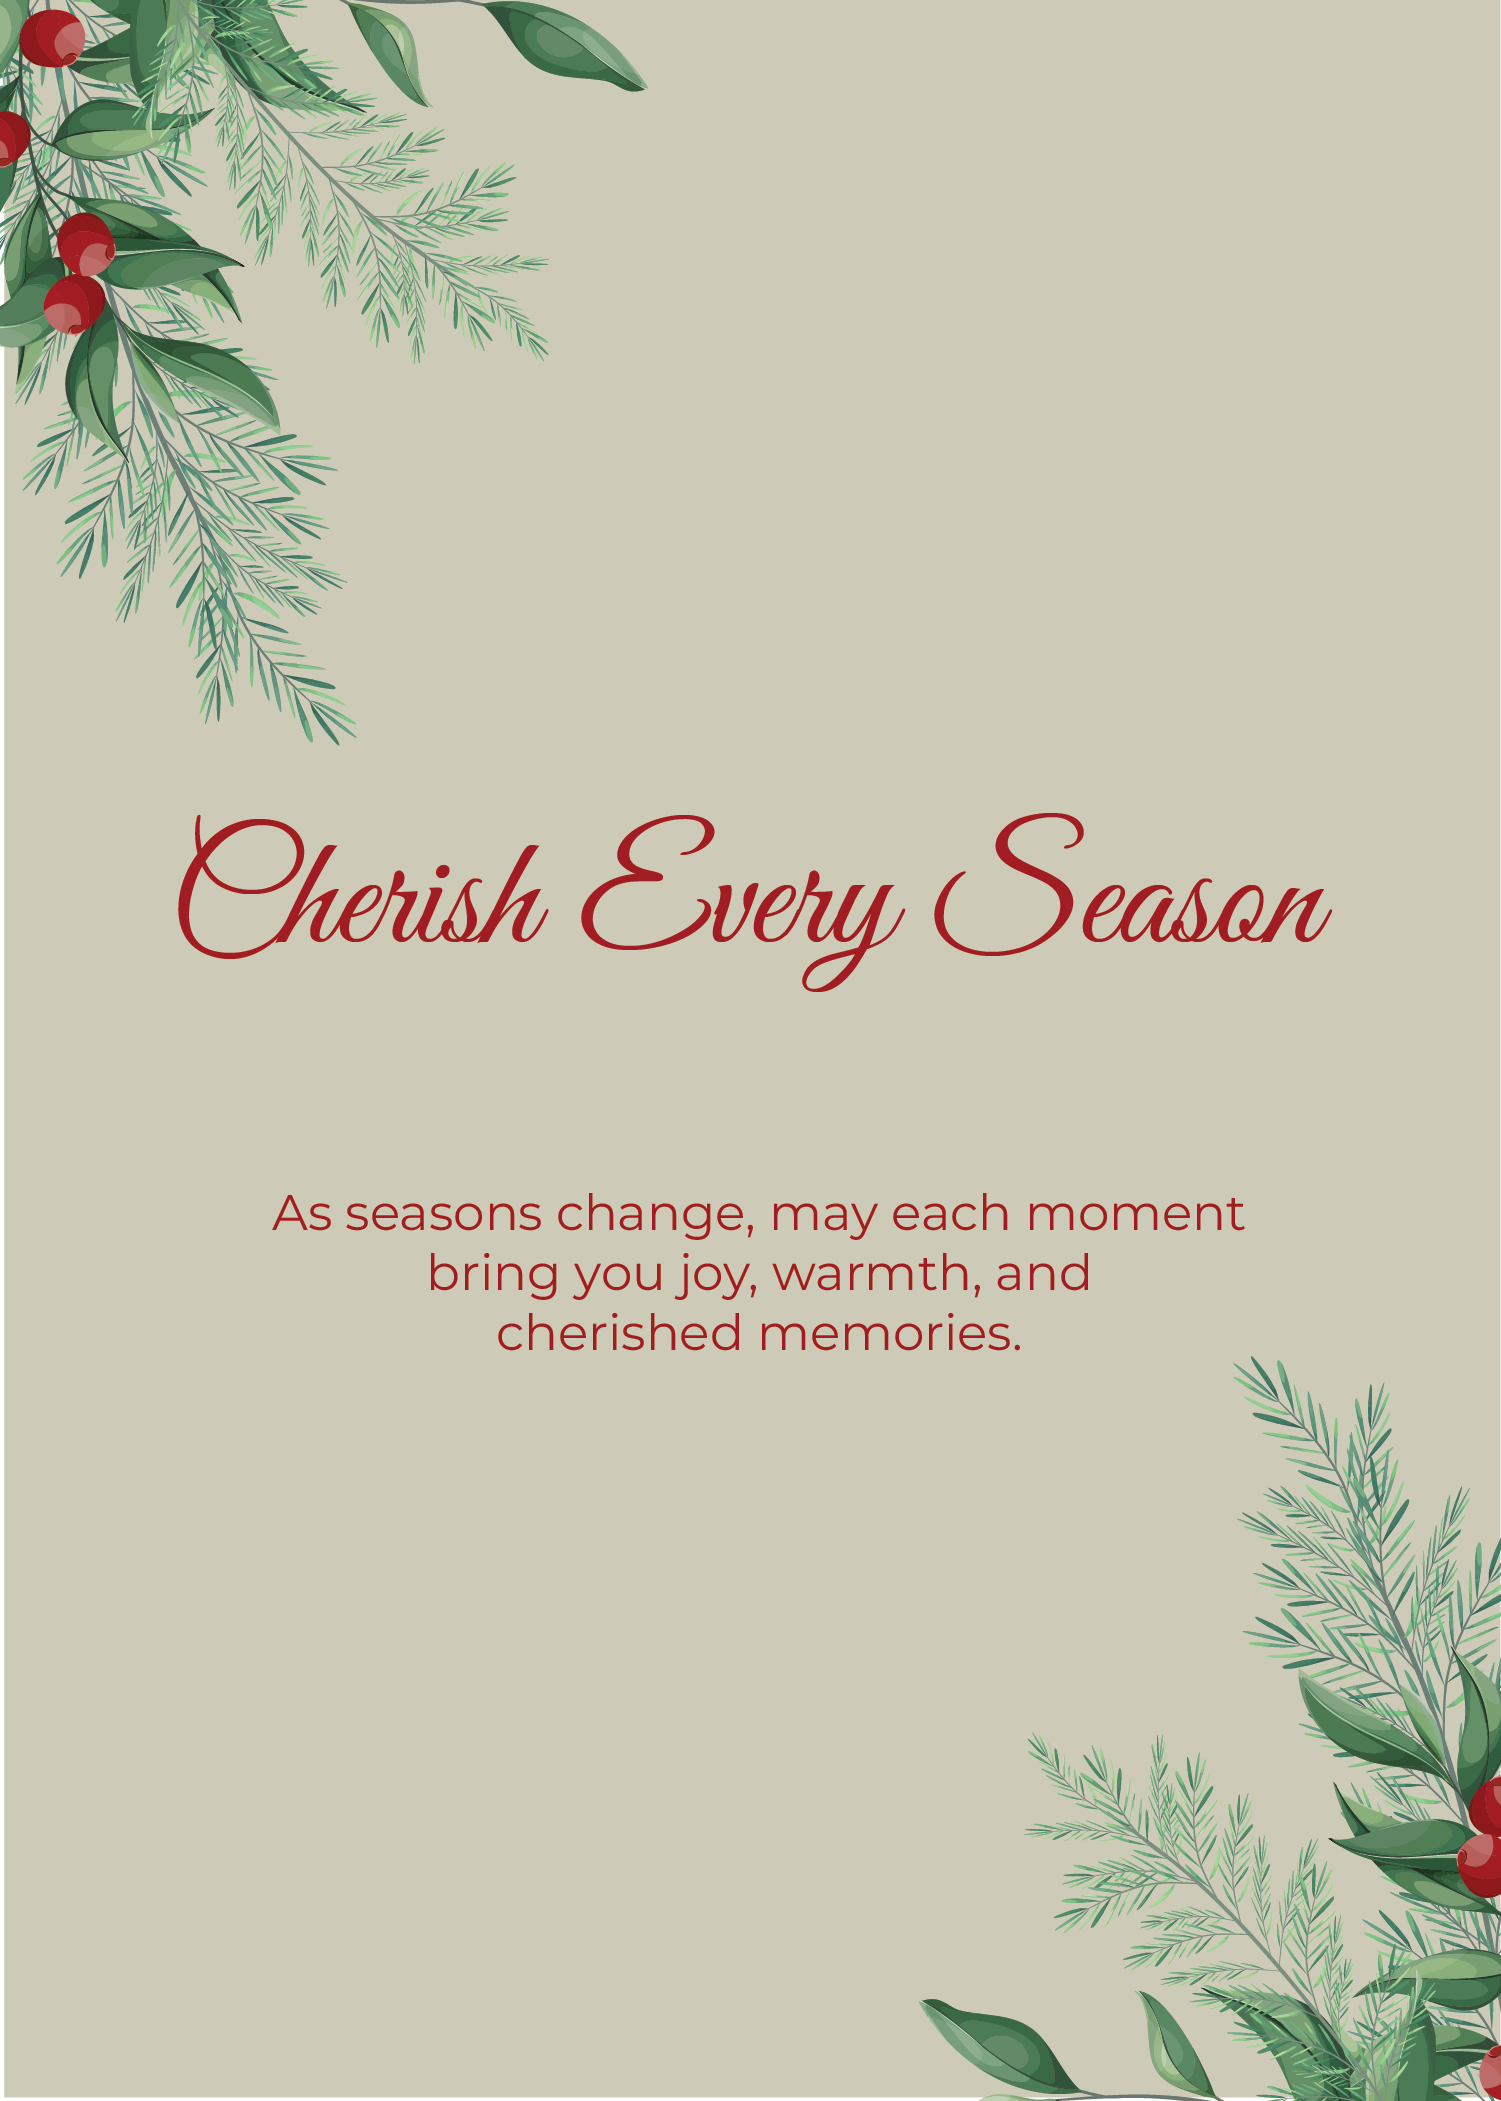 Cherish Every Season
As seasons change, may each moment
bring you joy, warmth, and
cherished memories.